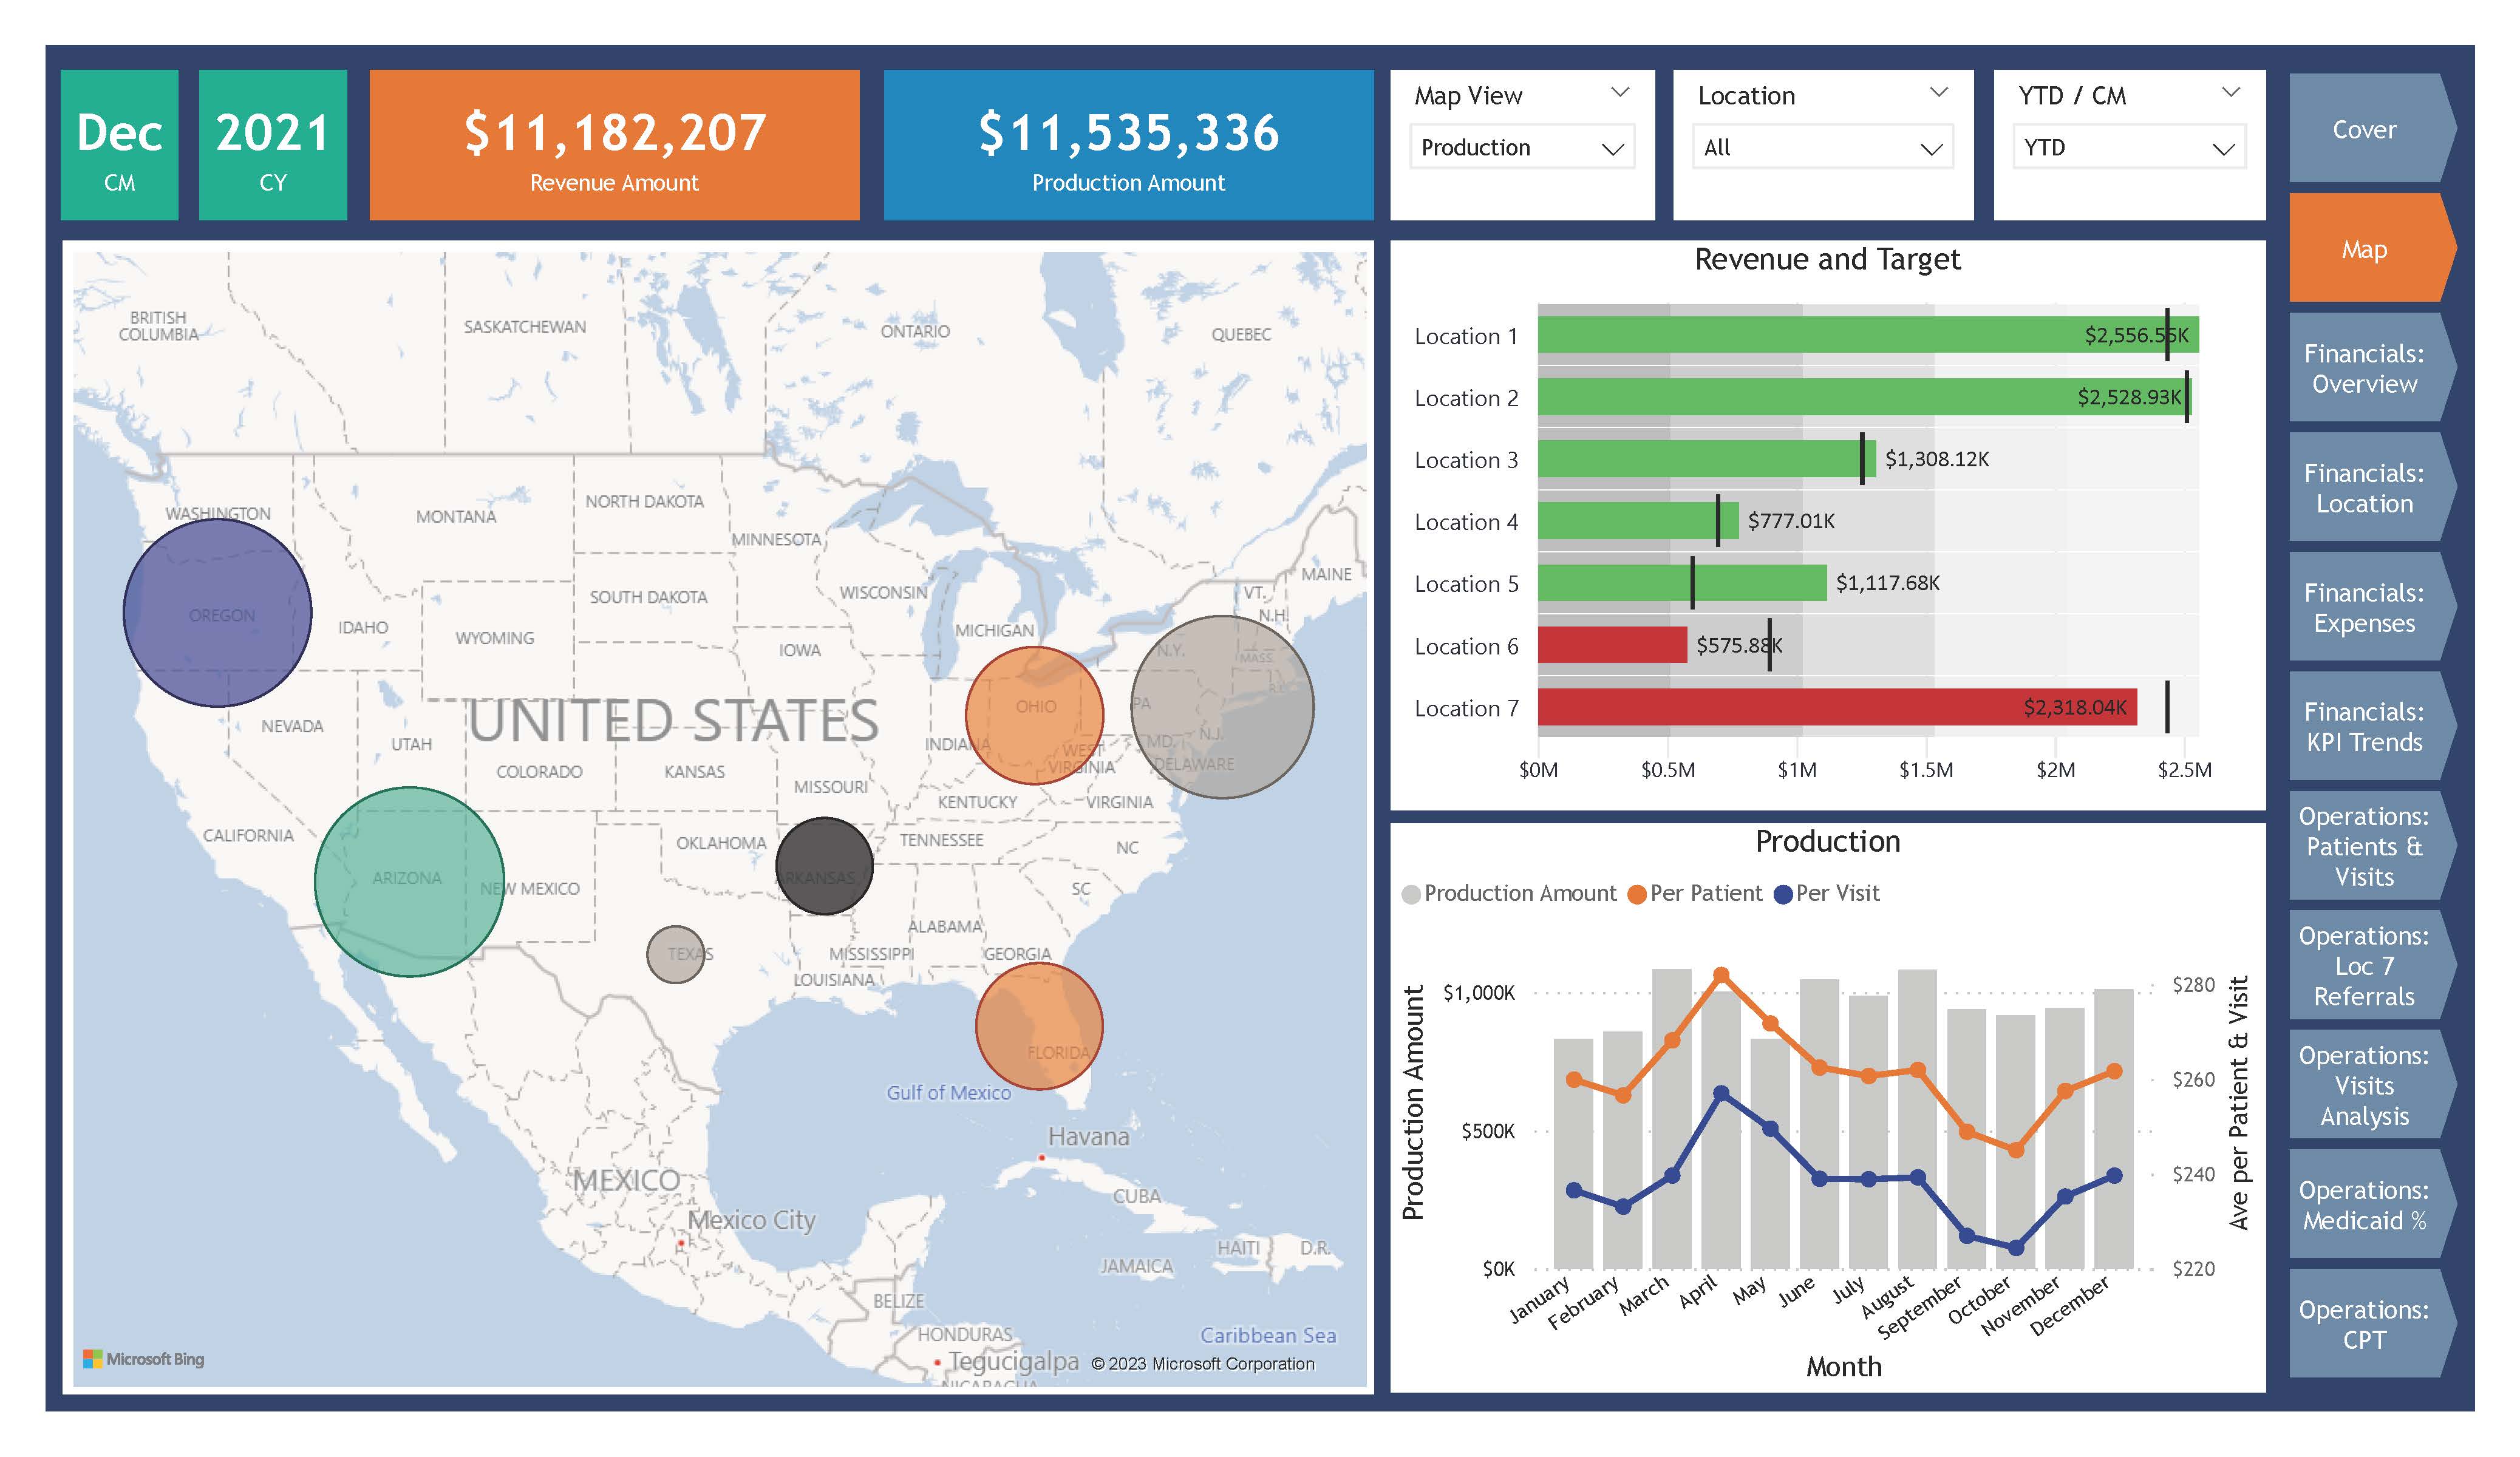 Dec
CM
2021
CY
$11,182,207
Revenue Amount
$11,535,336
Production Amount
Map View
Production
Location
All
YTD / CM
YTD
Cover
Map
Financials:
Overview
Financials:
Location
Financials:
Expenses
Financials:
KPI Trends
Operations:
Patients &
Visits
Operations:
Loc 7
Referrals
Operations:
Visits
Analysis
Operations:
Medicaid %
Operations:
CPT
BRITISH
COLUMBIA
SASKATCHEWAN
ONTARIO
QUEBEC
WASHINGTON
MONTANA
NORTH DAKOTA
MINNESOTA
OREGON
IDAHO
WYOMING
SOUTH DAKOTA
WISCONSIN
MICHIGAN
MAINE
VT.
N.H.
N.Y.
MASS.
R.I.
IOWA
UNITED STATES
NEVADA
UTAH
COLORADO
KANSAS
MISSOURI
INDIANA
OHIO
PA
N.J.
MD.
DELAWARE
WEST
VIRGINIA
KENTUCKY
VIRGINIA
CALIFORNIA
ARIZONA
NEW MEXICO
OKLAHOMA
ARKANSAS
TENNESSEE
NC
SC
TEXAS
ALABAMA
MISSISSIPPI
GEORGIA
LOUISIANA
FLORIDA
Gulf of Mexico
Havana
MEXICO
Mexico City
CUBA
HAITI
D.R.
JAMAICA
BELIZE
HONDURAS
Caribbean Sea
Tegucigalpa
NICARAGUA
Microsoft Bing
© 2023 Microsoft Corporation
Revenue and Target
Location 1
$2,556.55K
Location 2
$2,528.93K
Location 3
$1,308.12K
Location 4
$777.01K
Location 5
$1,117.68K
Location 6
$575.88K
Location 7
$2,318.04K
$0M
$0.5M
$1M
$1.5M
$2M
$2.5M
Production
Production Amount
Per Patient
Per Visit
Production Amount
$1,000K
$500K
$0K
$280
$260
$240
$220
Ave per Patient & Visit
January
February
March
April
May
June
July
August
September
October
November
December
Month